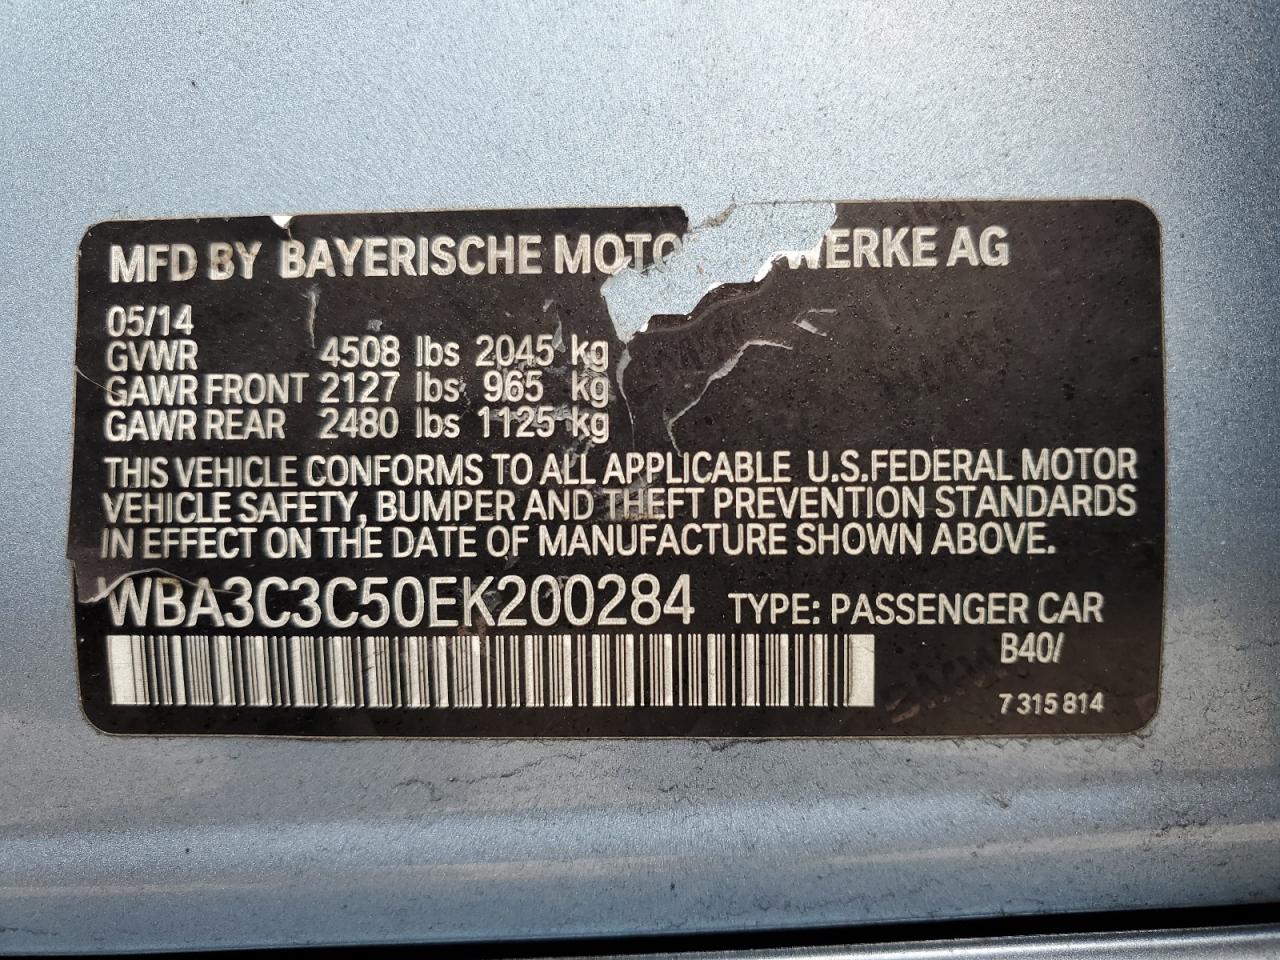 MFD BY BAYERISCHE WERKE AG
05/14
GVWR 4508 lbs 2045 kg
GAWR FRONT 2127 lbs 965 kg
GAWR REAR 2480 lbs 1125 kg
THIS VEHICLE CONFORMS TO ALL APPLICABLE U.S.FEDERAL MOTOR
VEHICLE SAFETY, BUMPER AND THEFT PREVENTION STANDARDS
IN EFFECT ON THE DATE OF MANUFACTURE SHOWN ABOVE.
WBA3C3C50EK200284 TYPE: PASSENGER CAR
B40/
7 315 814